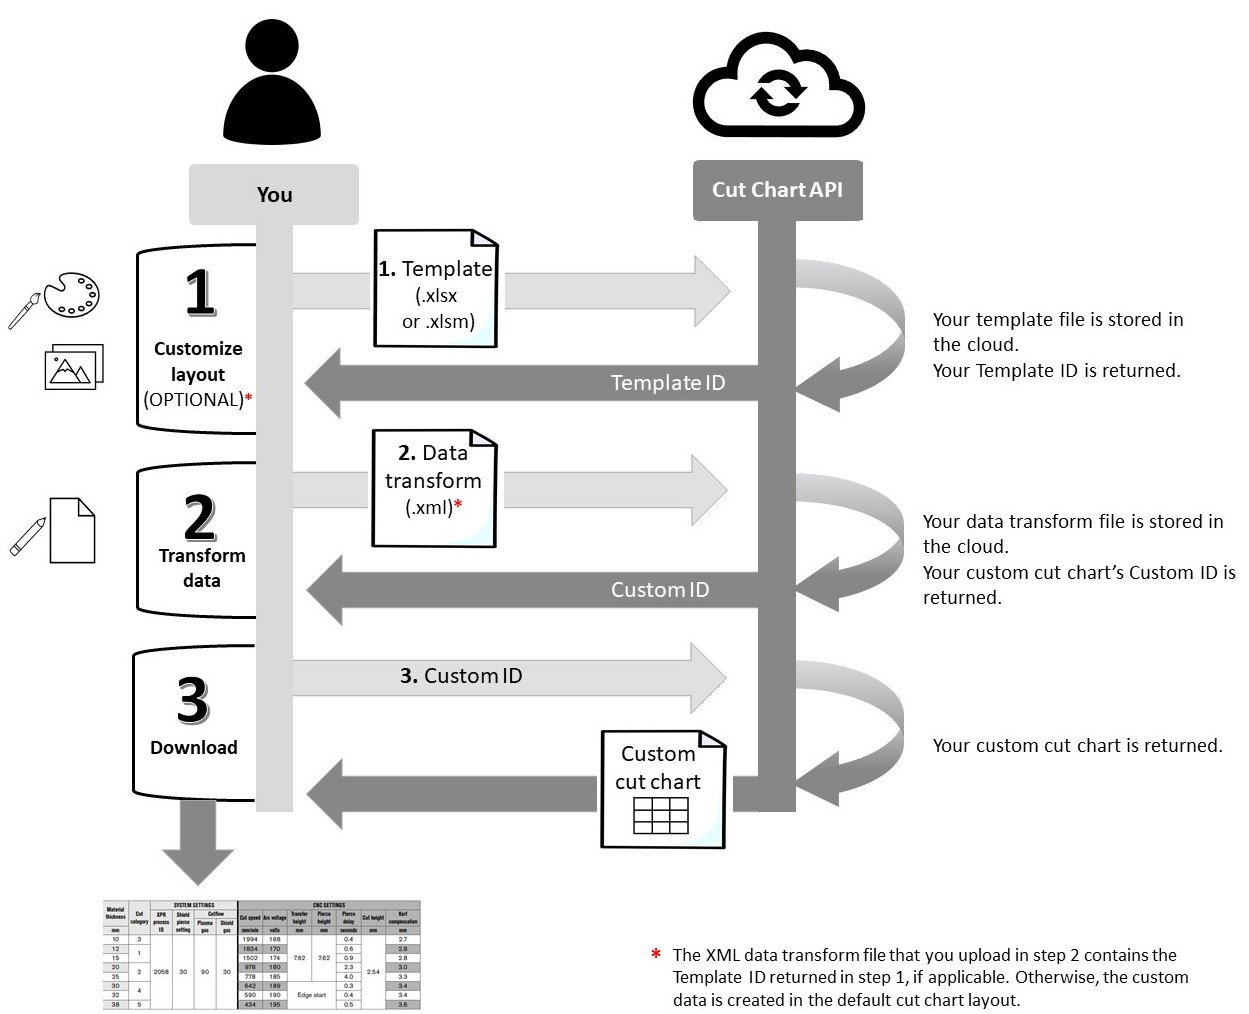 You
Cut Chart API
1
Customize
layout
(OPTIONAL)*
1. Template
(.xlsx
or .xlsm)
Template ID
Your template file is stored in
the cloud.
Your Template ID is returned.
2
Transform
data
2. Data
transform
(.xml)*
Custom ID
Your data transform file is stored in
the cloud.
Your custom cut chart's Custom ID is
returned.
3
Download
3. Custom ID
Custom
cut chart
Your custom cut chart is returned.
SYSTEM SETTINGS CNC SETTINGS
Material thickness Cut category XPR process ID Shield pierce setting Cutflow Plasma gas Shield gas Cut speed Arc voltage Transfer height Pierce height Pierce delay Cut height Kerf compensation
mm mm/min volts mm mm seconds mm mm
10 3 1994 168 0.4 2.7
12 1 1834 170 0.6 2.8
15 1502 174 7.62 7.62 0.9 2.8
20 2 2058 30 90 30 978 180 2.3 2.54 3.0
25 778 185 4.0 3.3
30 4 642 189 Edge start 0.3 3.4
32 590 190 0.4 3.4
38 5 434 195 0.5 3.6
* The XML data transform file that you upload in step 2 contains the
Template ID returned in step 1, if applicable. Otherwise, the custom
data is created in the default cut chart layout.